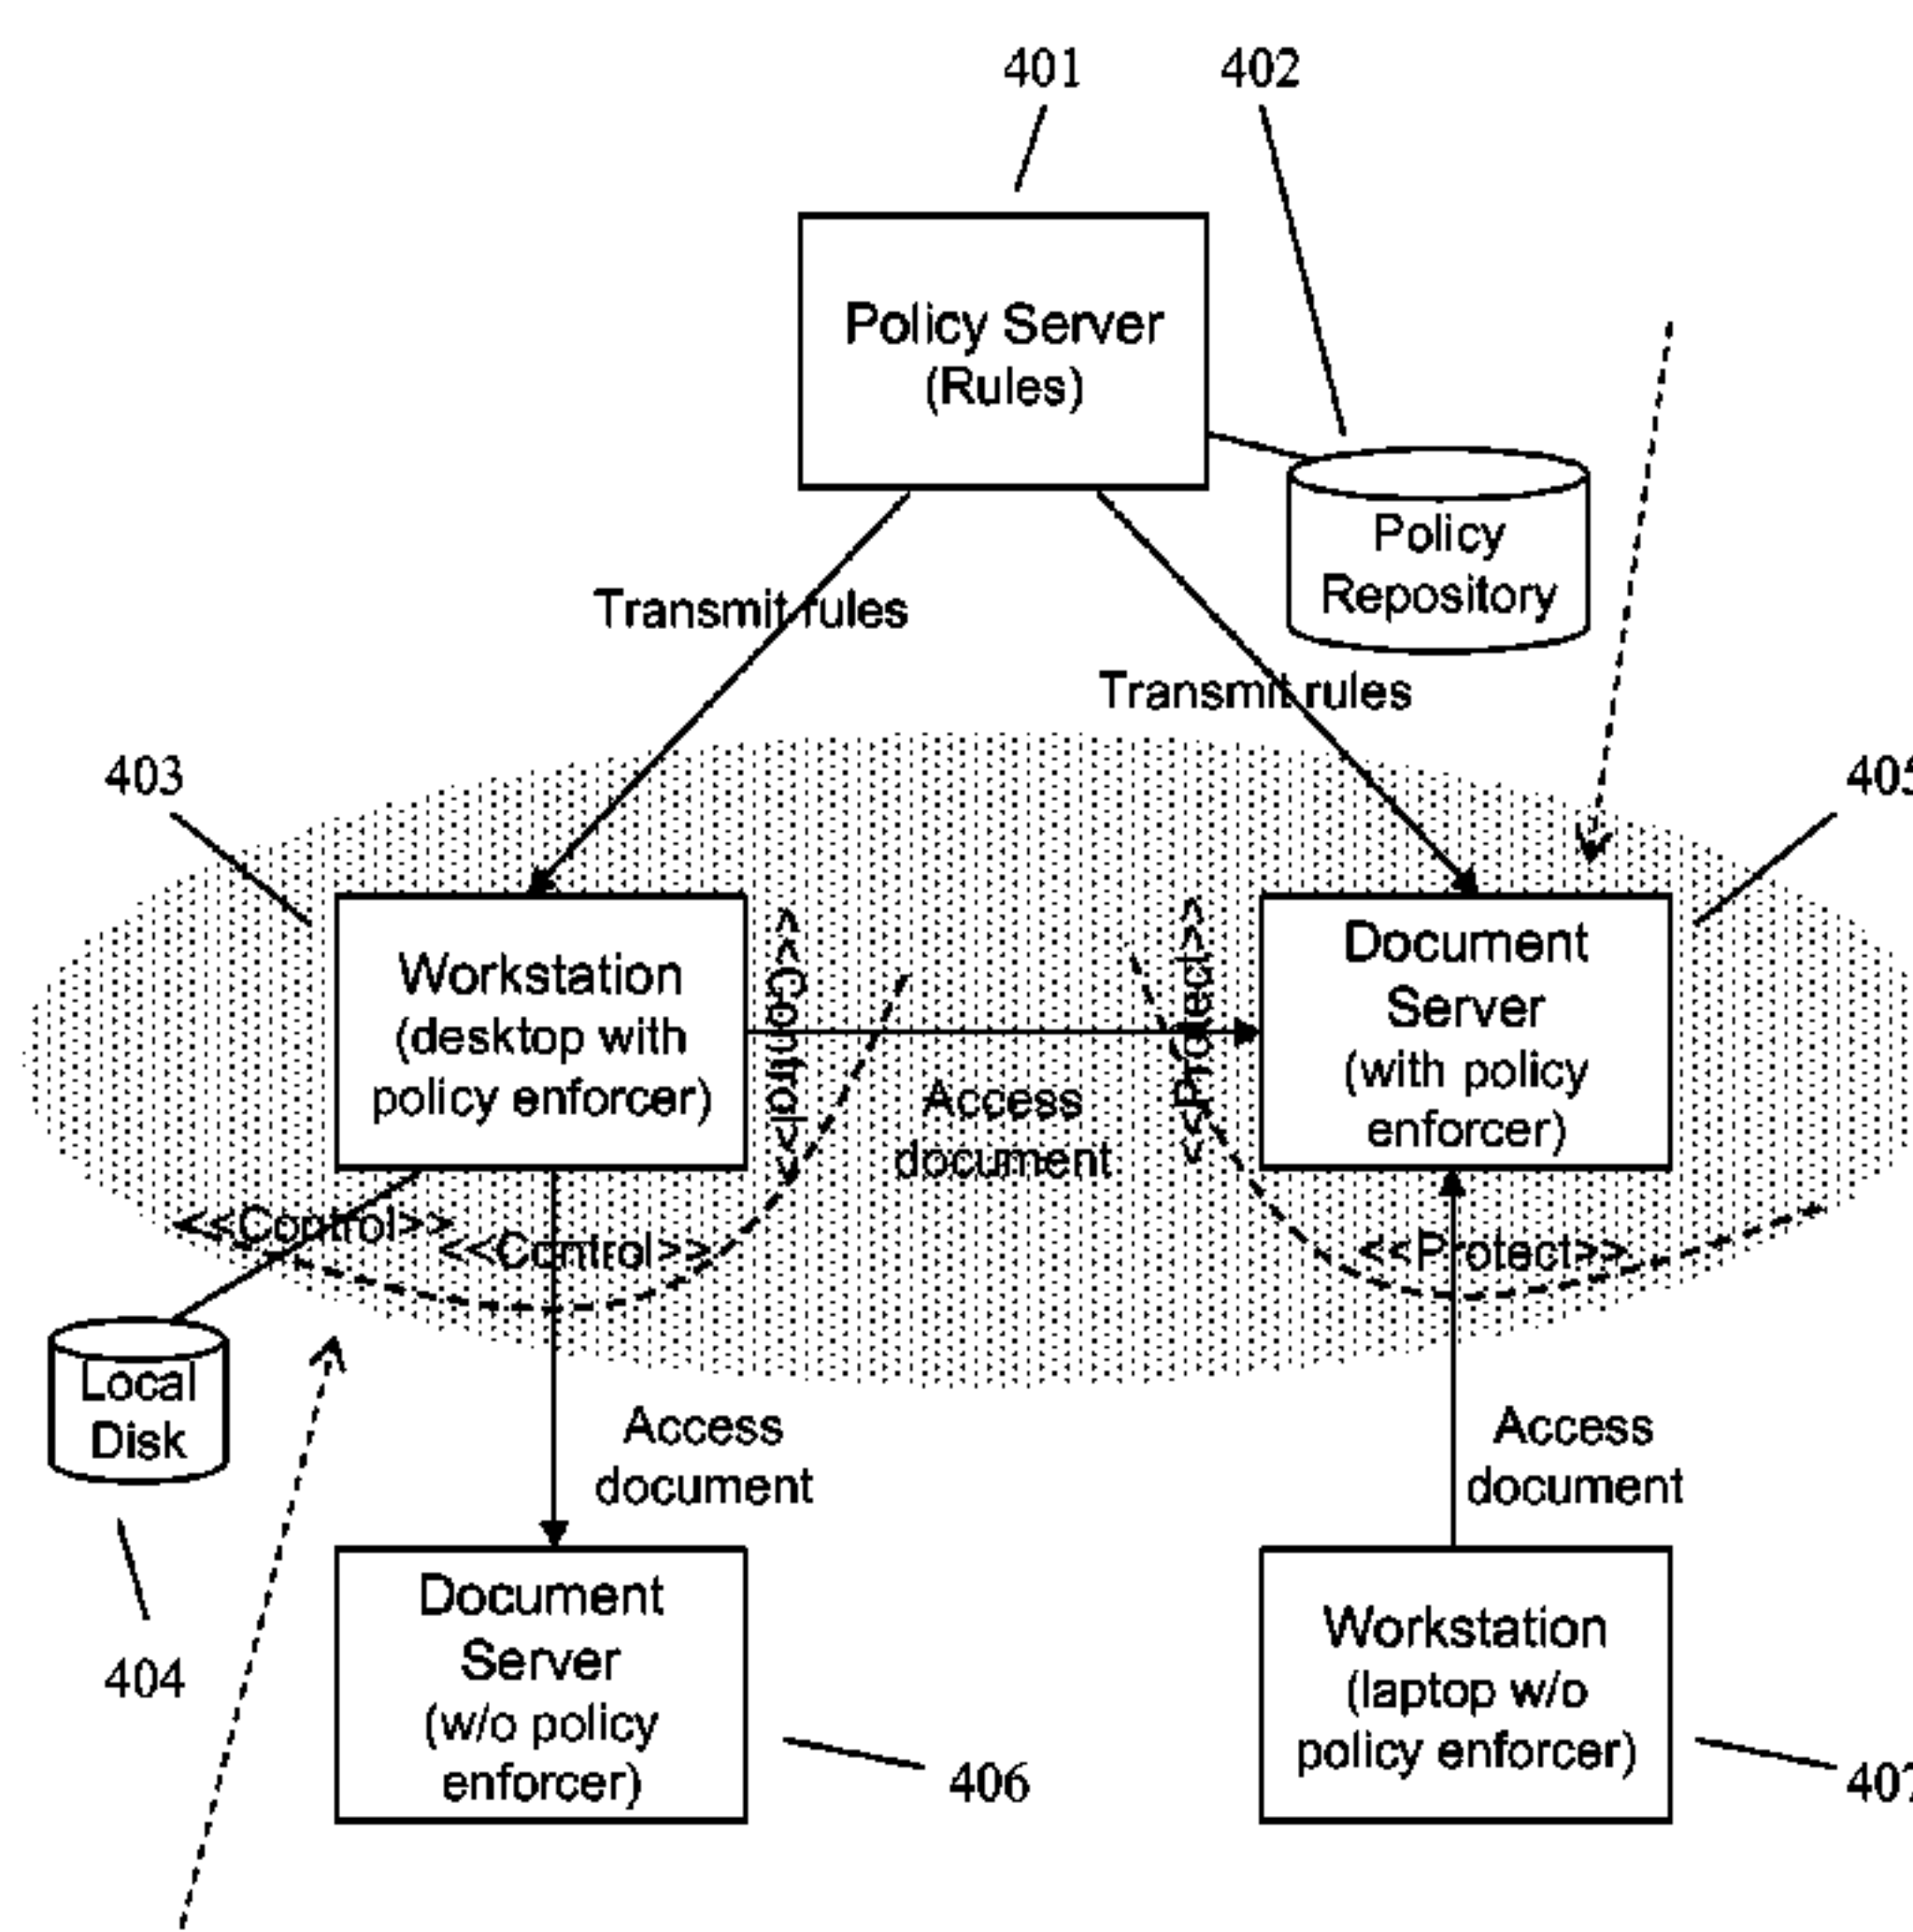 401
402
Policy Server
(Rules)
Policy
Repository
Transmit rules
Transmit rules
403
405
Workstation
(desktop with
policy enforcer)
<<Control>>
<<Protect>>
Document
Server
(with policy
enforcer)
Access
document
<<Control>>
<<Control>>
<<Protect>>
Local
Disk
Access
document
Access
document
404
Document
Server
(w/o policy
enforcer)
406
Workstation
(laptop w/o
policy enforcer)
407